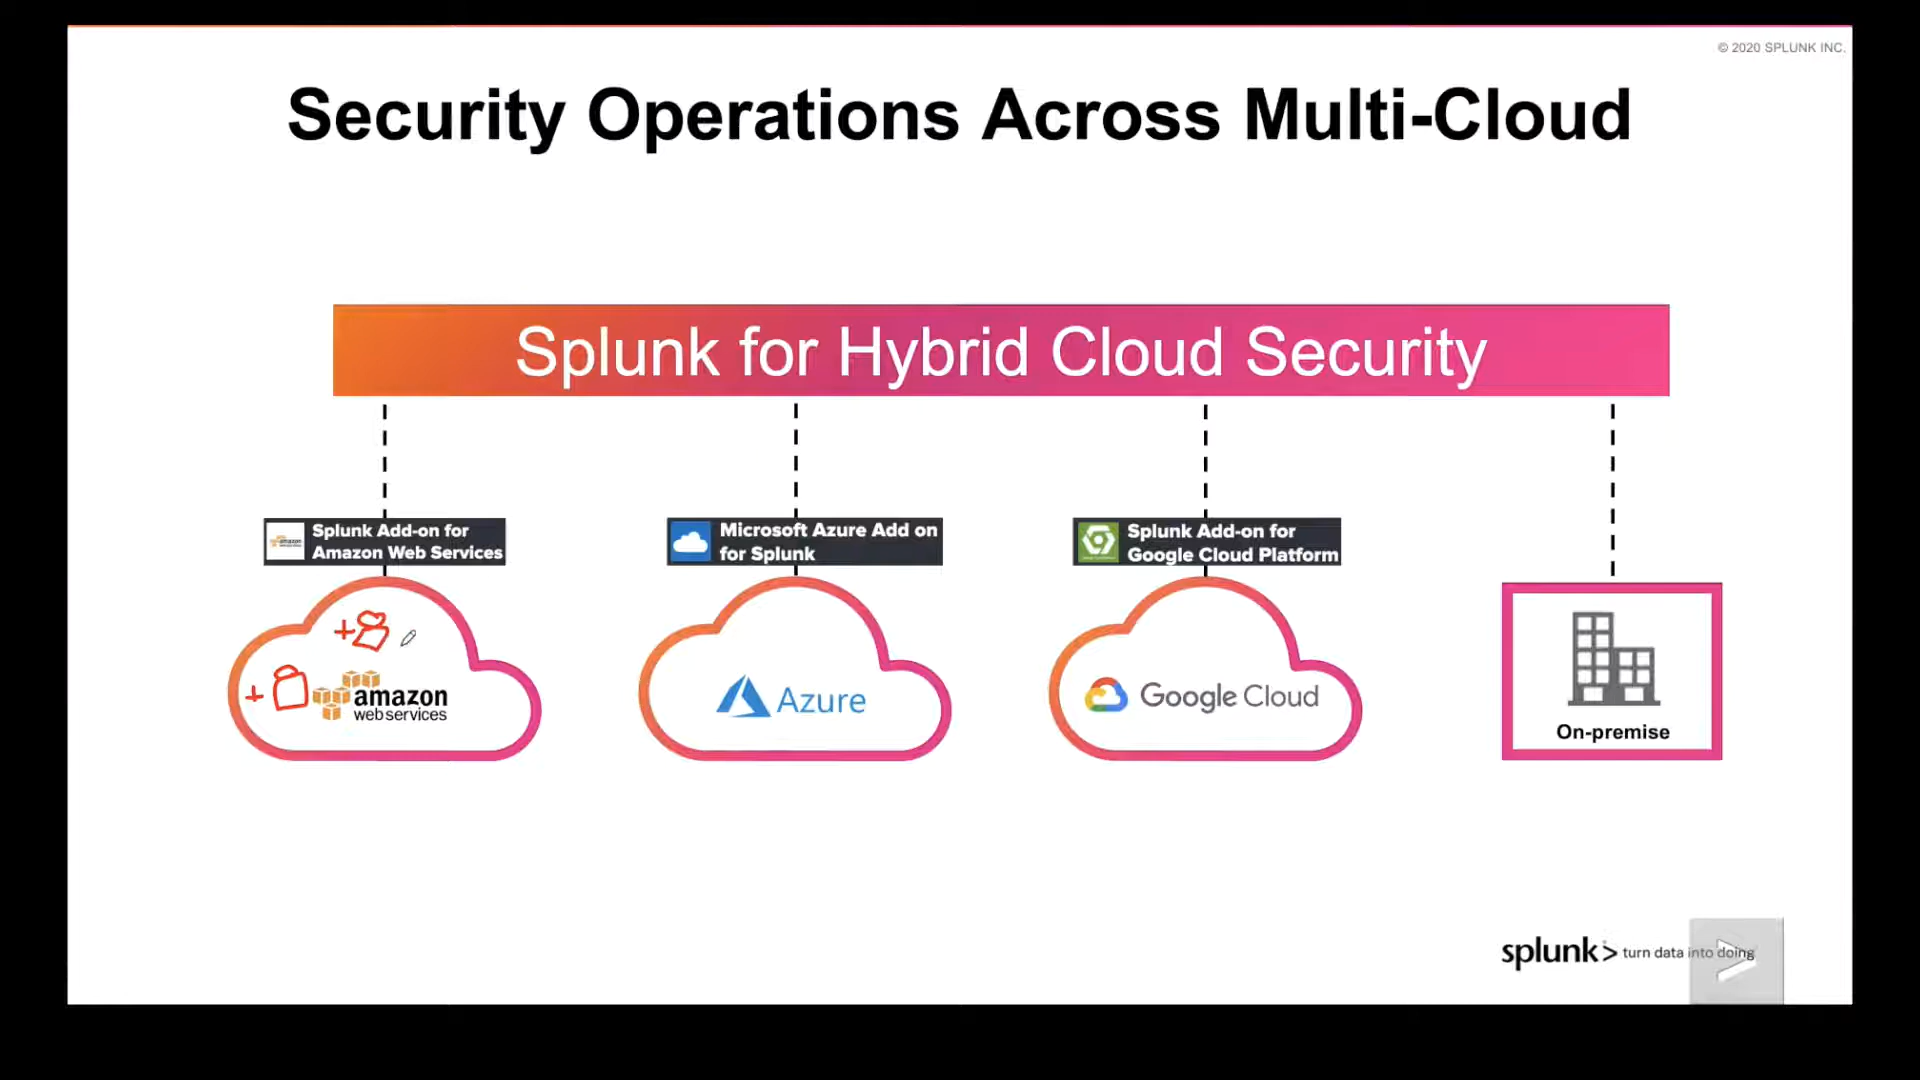 © 2020 SPLUNK INC.
Security Operations Across Multi-Cloud
Splunk for Hybrid Cloud Security
Splunk Add-on for
Amazon Web Services
Microsoft Azure Add on
for Splunk
Splunk Add-on for
Google Cloud Platform
amazon
webservices
Azure
Google Cloud
On-premise
splunk> turn data into doing